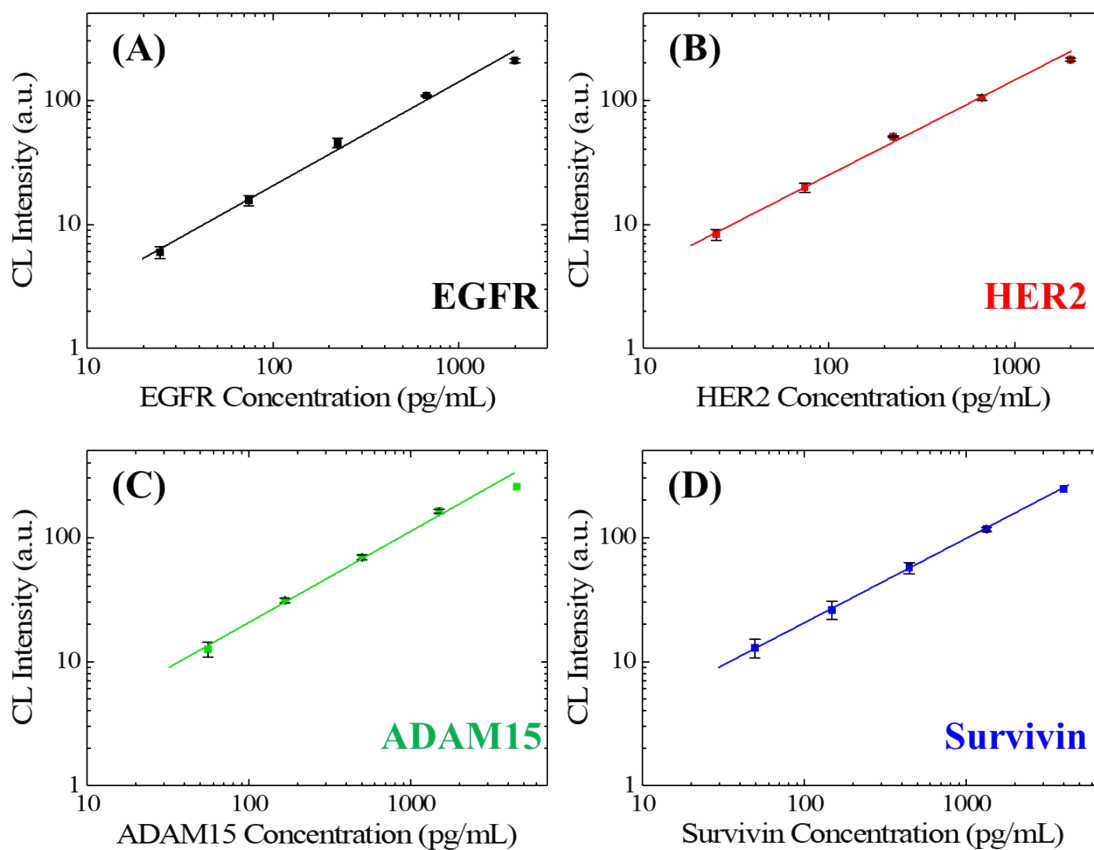 (A)
CL Intensity (a.u.)
100
10
1
EGFR
10 100 1000
EGFR Concentration (pg/mL)
(B)
CL Intensity (a.u.)
100
10
1
HER2
10 100 1000
HER2 Concentration (pg/mL)
(C)
CL Intensity (a.u.)
100
10
1
ADAM15
10 100 1000
ADAM15 Concentration (pg/mL)
(D)
CL Intensity (a.u.)
100
10
1
Survivin
10 100 1000
Survivin Concentration (pg/mL)